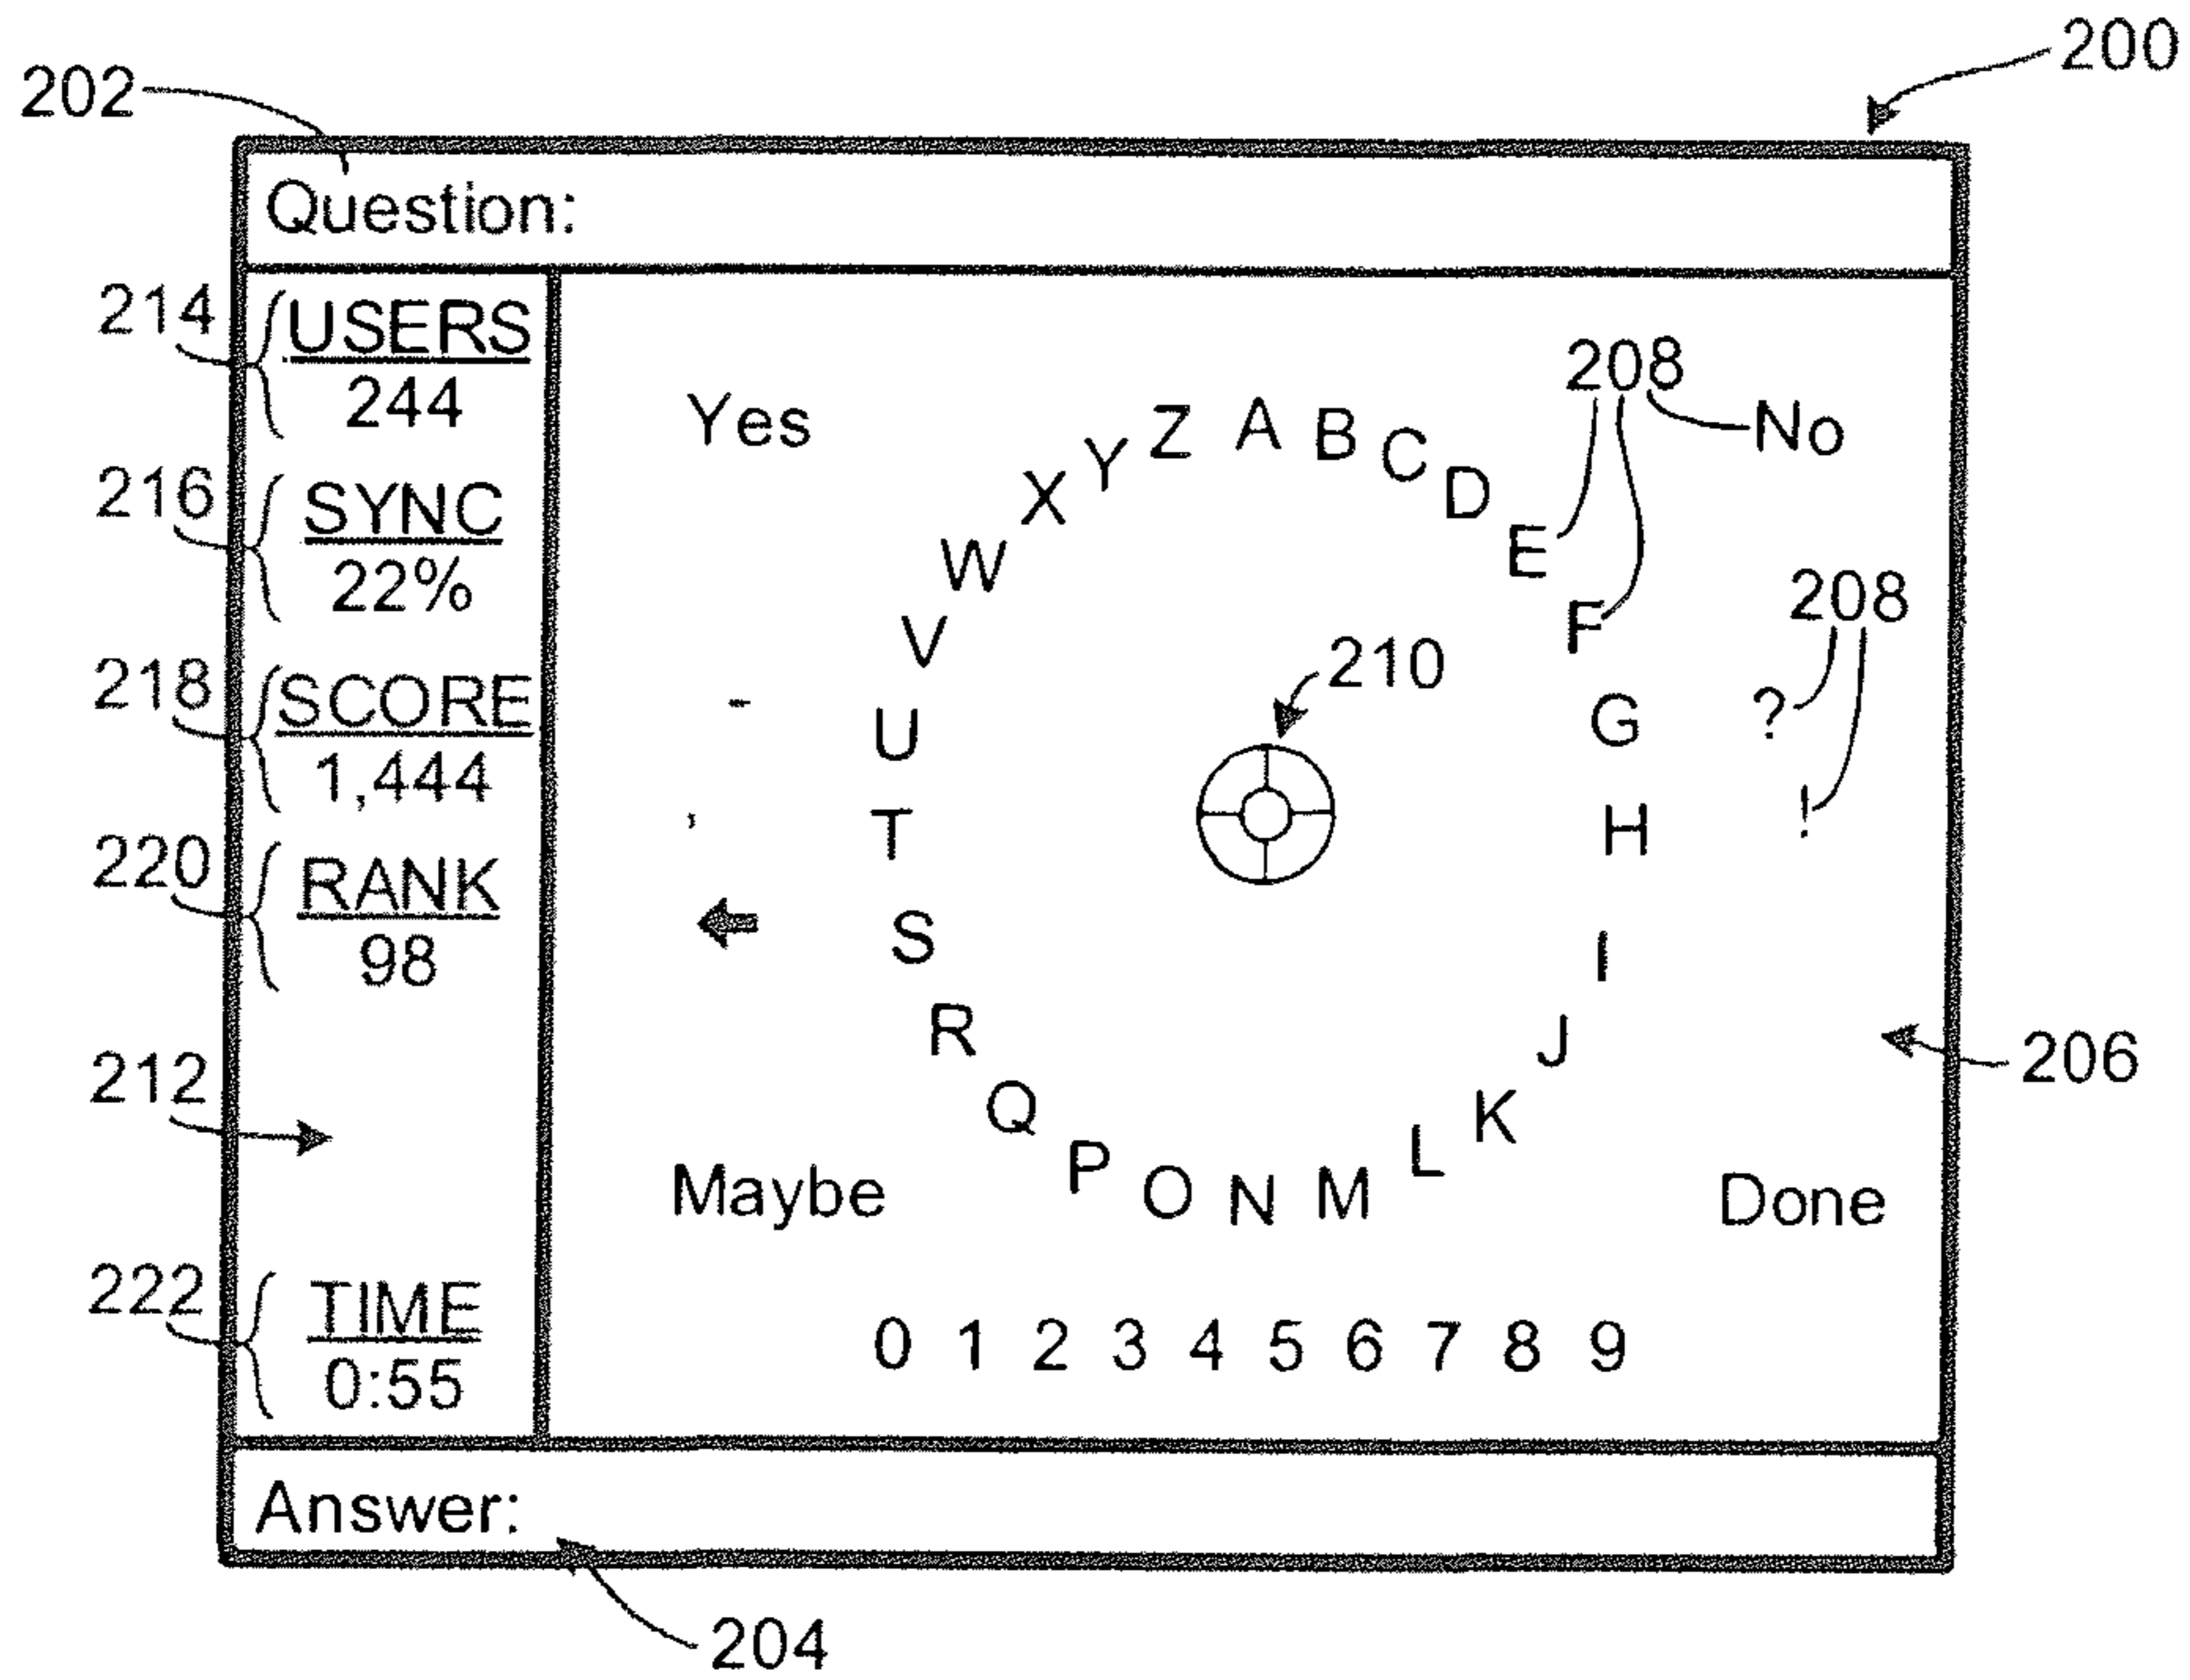 200
202
Question:
214
USERS
244
216
SYNC
22%
218
SCORE
1,444
220
RANK
98
212
222
TIME
0:55
Yes
208
No
A B C D E F G H I J K L M N O P Q R S T U V W X Y Z
208
?
!
210
-
,
206
Maybe
Done
0 1 2 3 4 5 6 7 8 9
Answer:
204